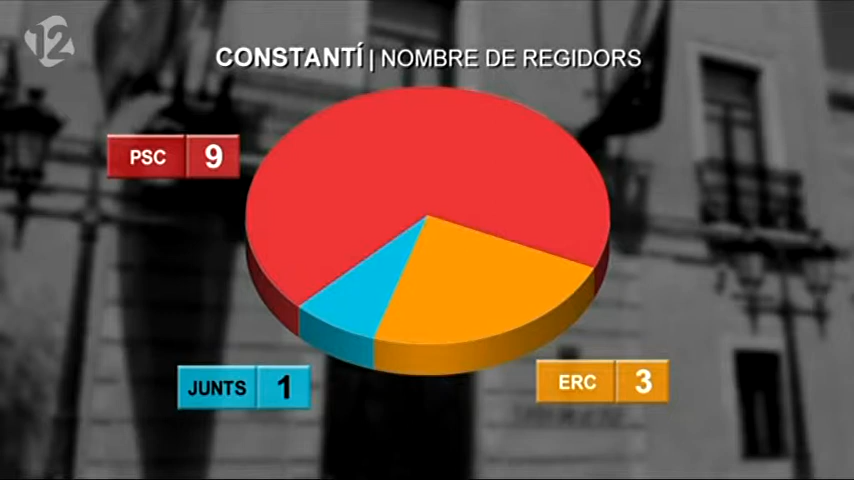 12
CONSTANTÍ | NOMBRE DE REGIDORS
PSC 9
JUNTS 1
ERC 3